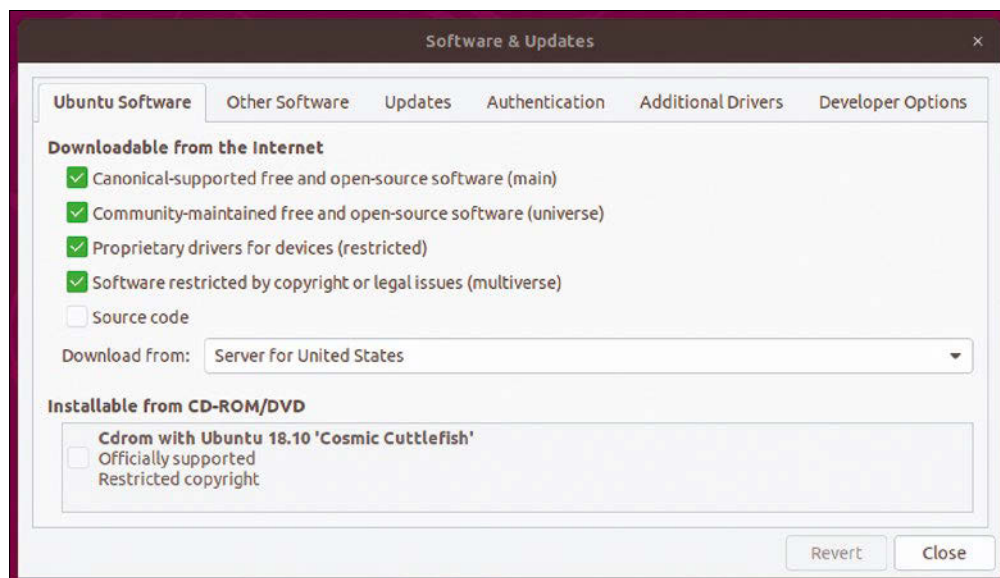 Software & Updates
×
Ubuntu Software Other Software Updates Authentication Additional Drivers Developer Options
Downloadable from the Internet
Canonical-supported free and open-source software (main)
Community-maintained free and open-source software (universe)
Proprietary drivers for devices (restricted)
Software restricted by copyright or legal issues (multiverse)
Source code
Download from: Server for United States
Installable from CD-ROM/DVD
Cdrom with Ubuntu 18.10 'Cosmic Cuttlefish'
Officially supported
Restricted copyright
Revert Close